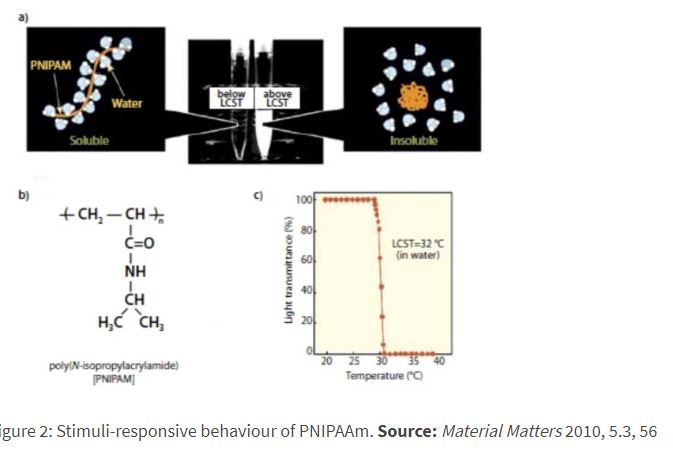 a)
PNIPAM
Water
Soluble
below
LCST
above
LCST
Insoluble
b)
+CH₂—CH+ₙ
C=O
NH
CH
H₃C CH₃
poly(N-isopropylacrylamide)
[PNIPAM]
c)
Light transmittance (%)
100
80
60
40
20
0
LCST=32 °C
(in water)
20 25 30 35 40
Temperature (°C)
igure 2: Stimuli-responsive behaviour of PNIPAAm. Source: Material Matters 2010, 5.3, 56